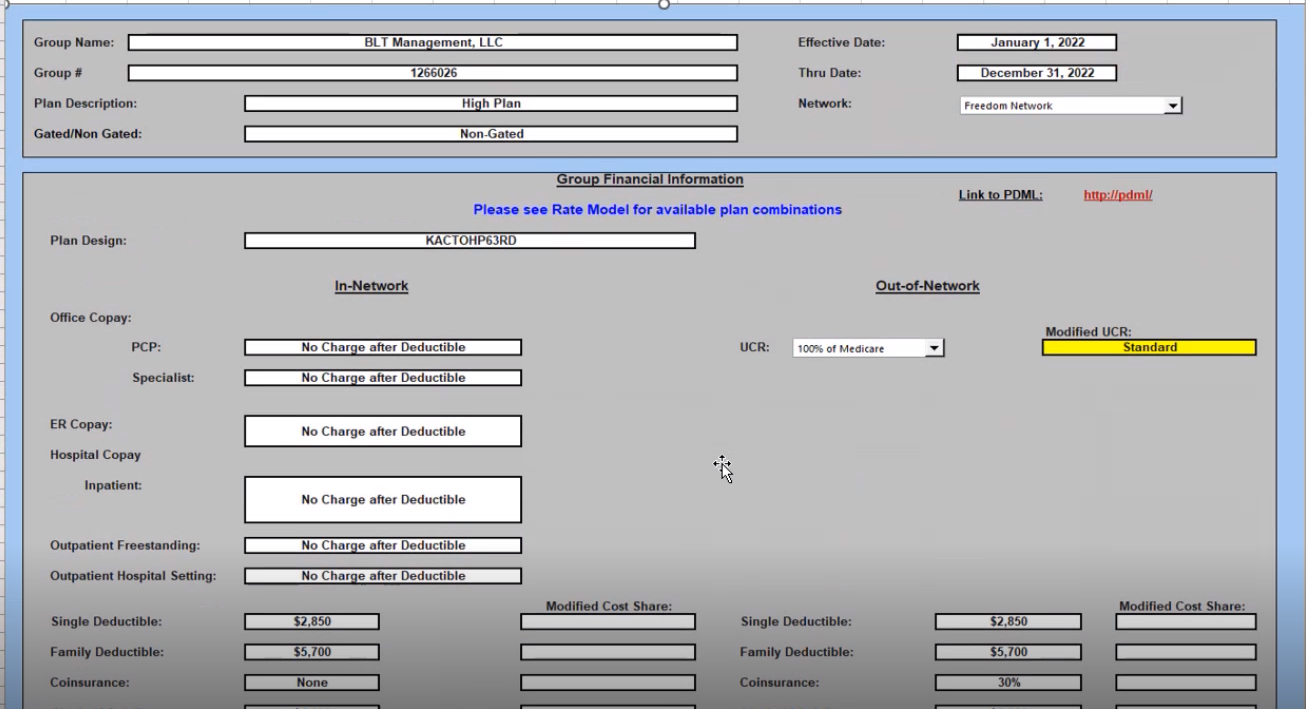 Group Name: BLT Management, LLC Effective Date: January 1, 2022
Group # 1266026 Thru Date: December 31, 2022
Plan Description: High Plan Network: Freedom Network
Gated/Non Gated: Non-Gated
Group Financial Information
Link to PDML: http://pdml/
Please see Rate Model for available plan combinations
Plan Design: KACTOHP63RD
In-Network Out-of-Network
Office Copay:
Modified UCR:
PCP: No Charge after Deductible UCR: 100% of Medicare Standard
Specialist: No Charge after Deductible
ER Copay: No Charge after Deductible
Hospital Copay
Inpatient: No Charge after Deductible
Outpatient Freestanding: No Charge after Deductible
Outpatient Hospital Setting: No Charge after Deductible
Modified Cost Share: Modified Cost Share:
Single Deductible: $2,850 Single Deductible: $2,850
Family Deductible: $5,700 Family Deductible: $5,700
Coinsurance: None Coinsurance: 30%